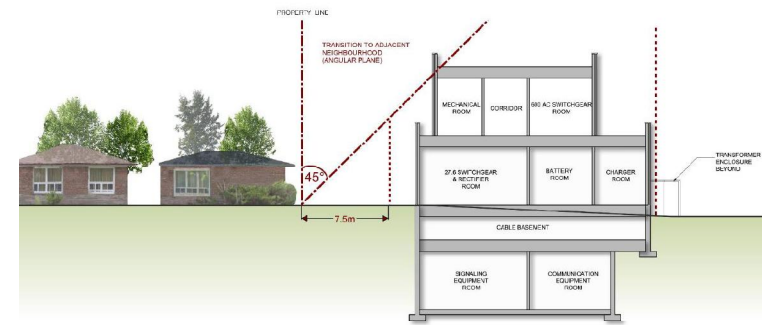 PROPERTY LINE
TRANSITION TO ADJACENT
NEIGHBOURHOOD
(ANGULAR PLANE)
MECHANICAL
ROOM
CORRIDOR
600 AC SWITCHGEAR
ROOM
45°
27.6 SWITCHGEAR
& RECTIFIER
ROOM
BATTERY
ROOM
CHARGER
ROOM
TRANSFORMER
ENCLOSURE
BEYOND
7.5m
CABLE BASEMENT
SIGNALING
EQUIPMENT
ROOM
COMMUNICATION
EQUIPMENT
ROOM